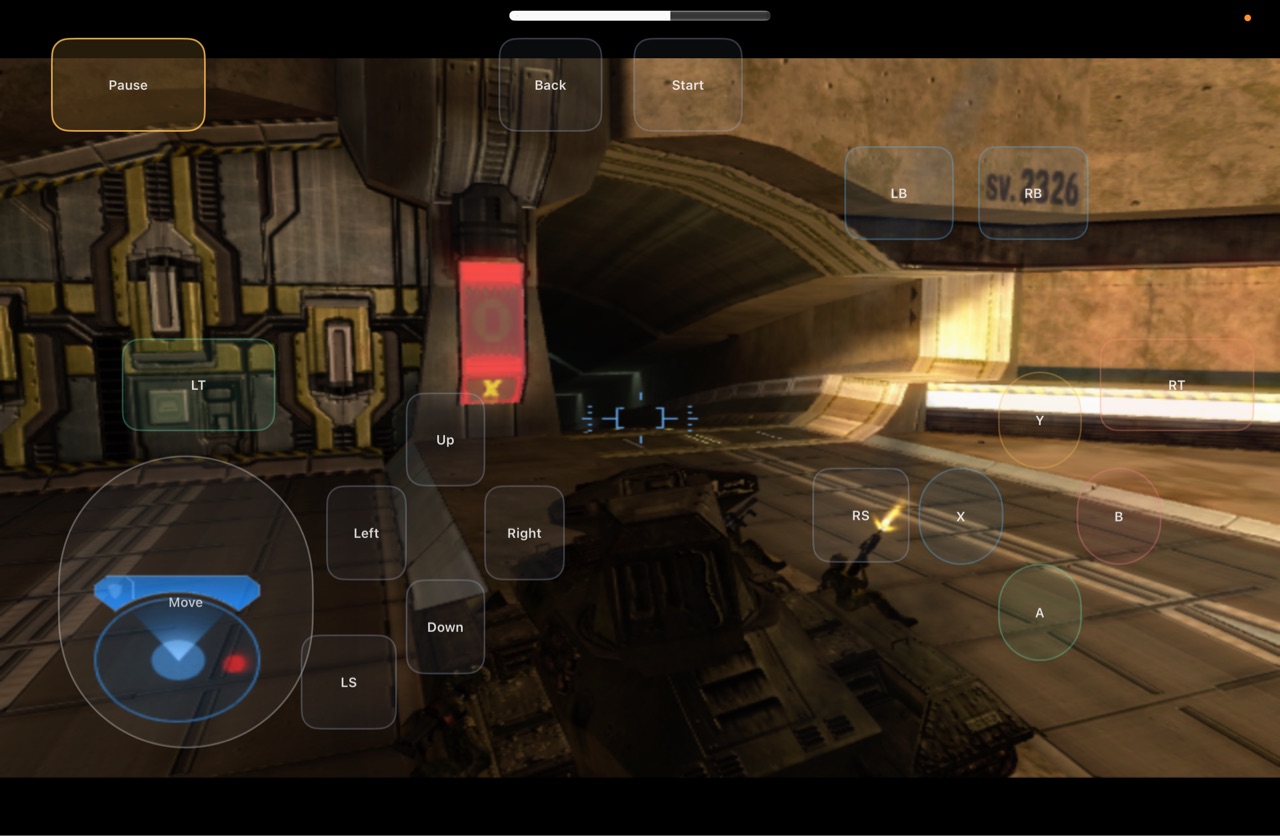 Pause
Back
Start
LB
RB
SV.2326
LT
RT
X
Up
Y
Left
Right
RS
X
B
Move
Down
A
LS